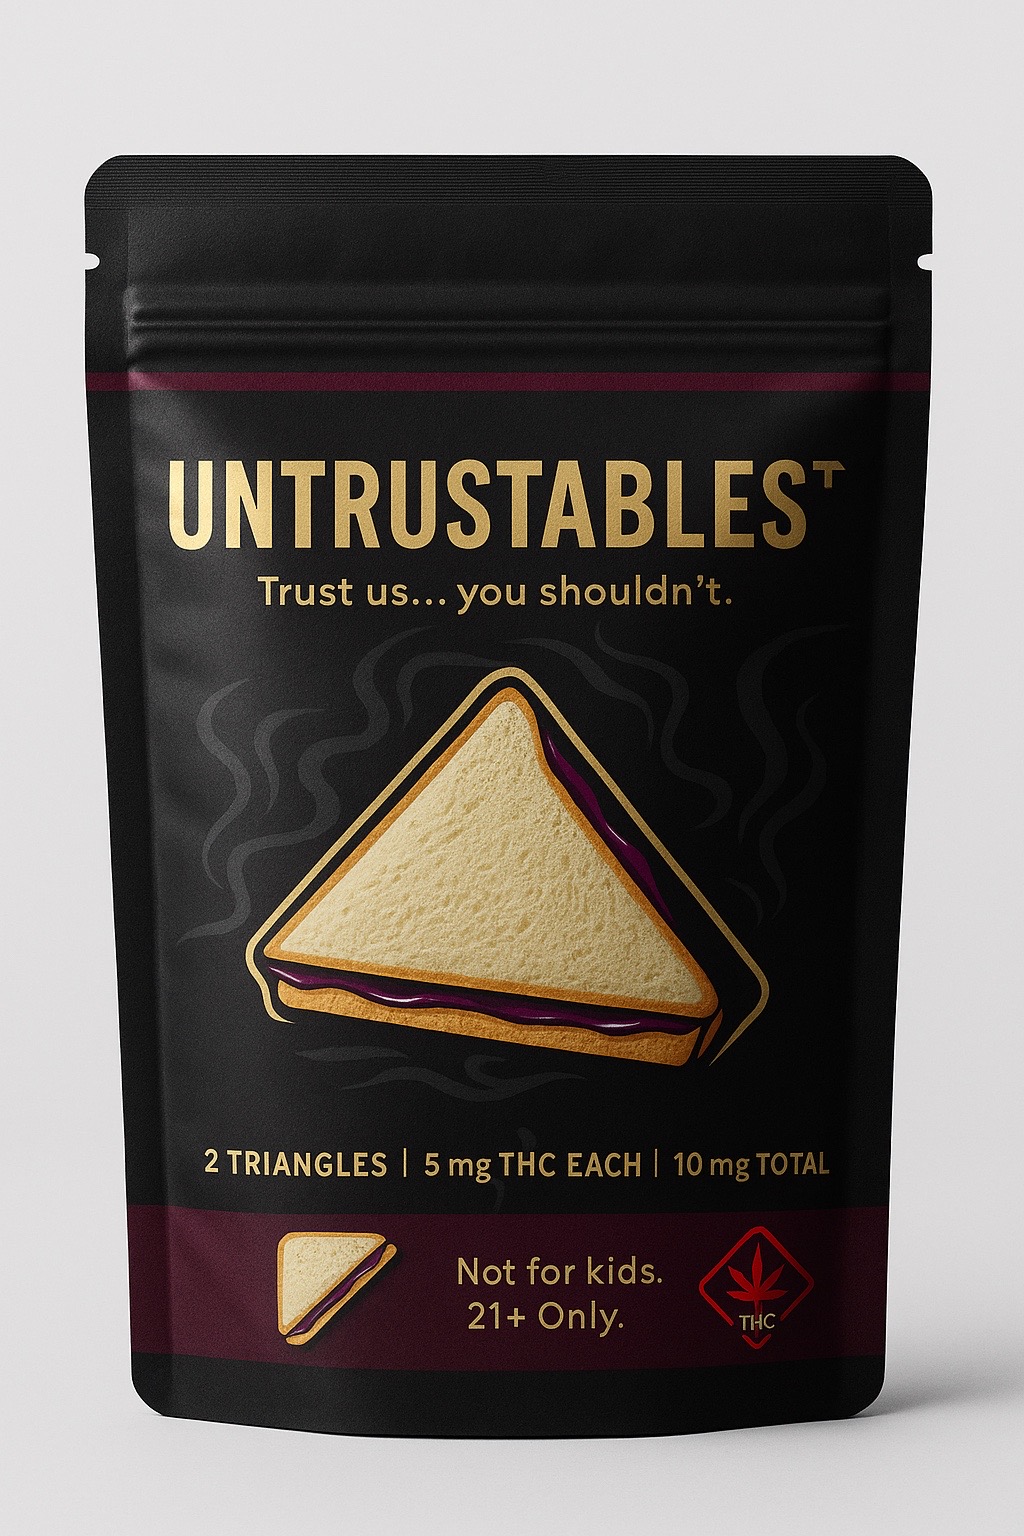 UNTRUSTABLES
Trust us... you shouldn't.
2 TRIANGLES | 5 mg THC EACH | 10 mg TOTAL
Not for kids.
21+ Only.
THC